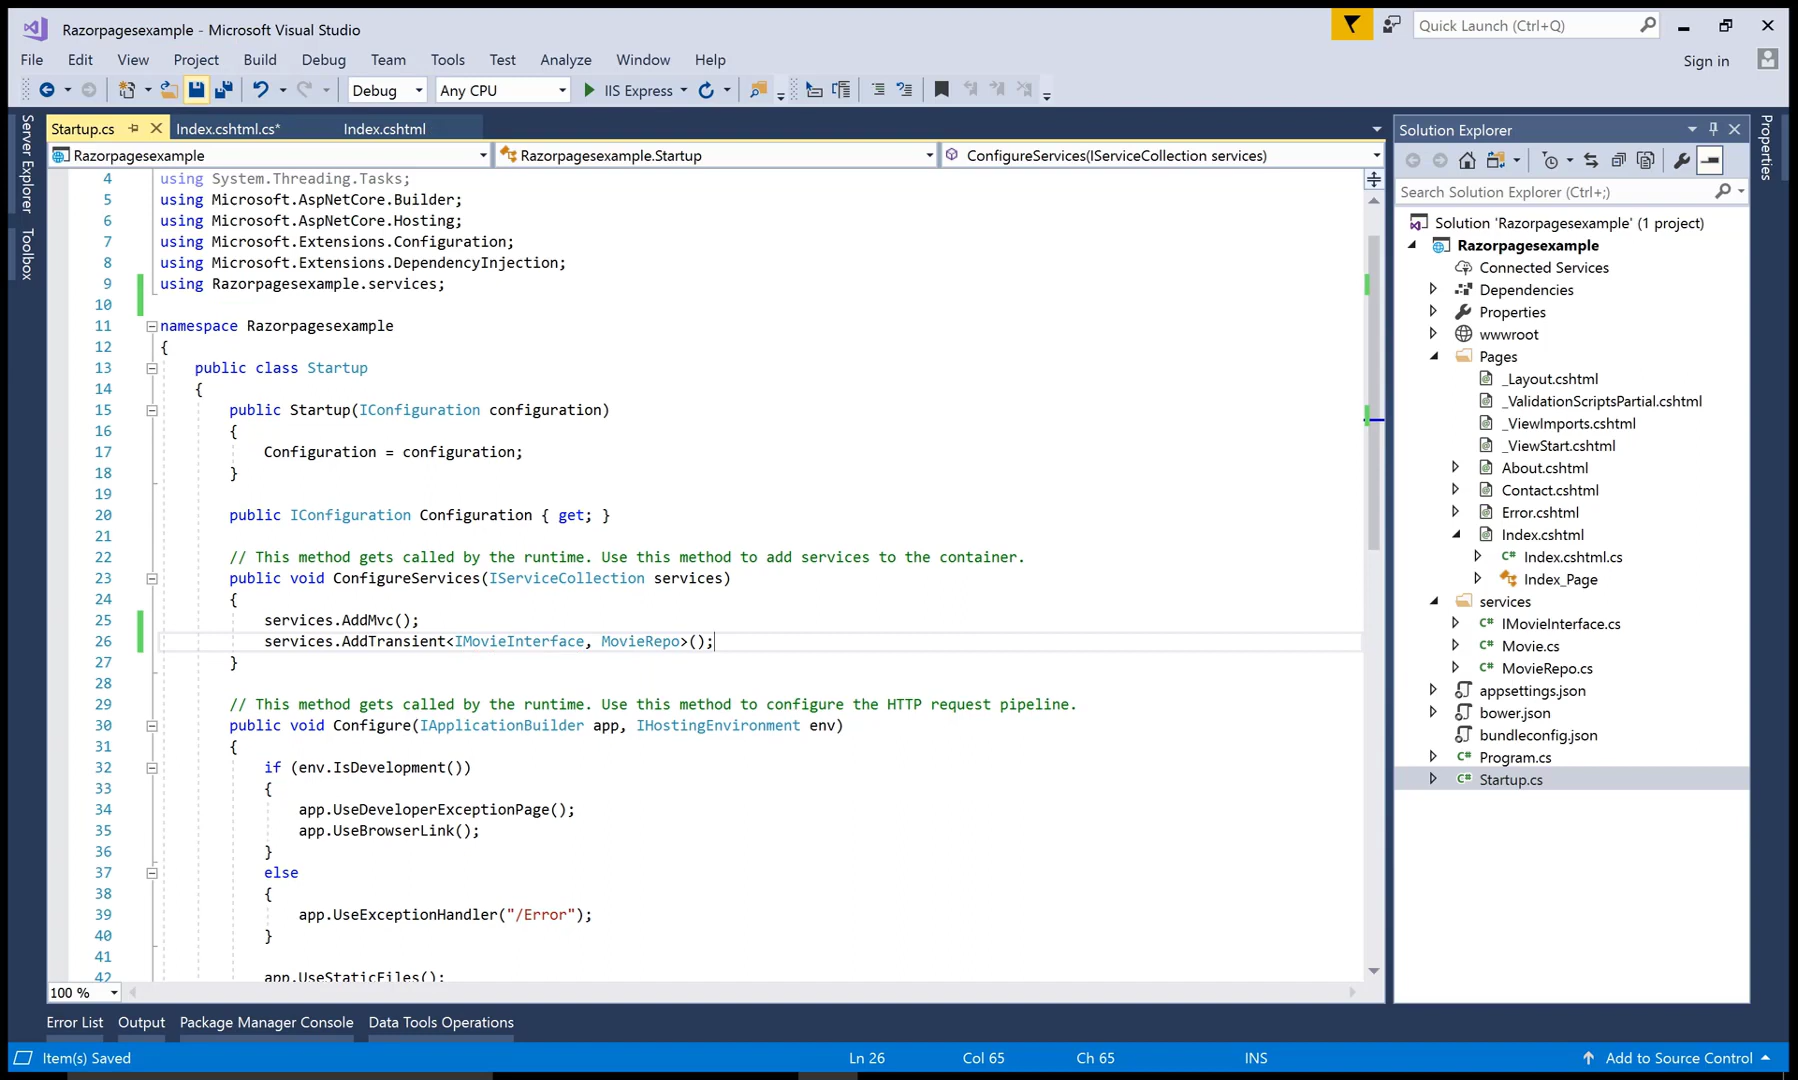 Razorpagesexample - Microsoft Visual Studio
Quick Launch (Ctrl+Q)
File Edit View Project Build Debug Team Tools Test Analyze Window Help
Sign in
Debug Any CPU IIS Express
Server Explorer
Toolbox
Startup.cs Index.cshtml.cs* Index.cshtml
Razorpagesexample Razorpagesexample.Startup ConfigureServices(IServiceCollection services)
4 using System.Threading.Tasks;
5 using Microsoft.AspNetCore.Builder;
6 using Microsoft.AspNetCore.Hosting;
7 using Microsoft.Extensions.Configuration;
8 using Microsoft.Extensions.DependencyInjection;
9 using Razorpagesexample.services;
10
11 namespace Razorpagesexample
12 {
13 public class Startup
14 {
15 public Startup(IConfiguration configuration)
16 {
17 Configuration = configuration;
18 }
19
20 public IConfiguration Configuration { get; }
21
22 // This method gets called by the runtime. Use this method to add services to the container.
23 public void ConfigureServices(IServiceCollection services)
24 {
25 services.AddMvc();
26 services.AddTransient<IMovieInterface, MovieRepo>();
27 }
28
29 // This method gets called by the runtime. Use this method to configure the HTTP request pipeline.
30 public void Configure(IApplicationBuilder app, IHostingEnvironment env)
31 {
32 if (env.IsDevelopment())
33 {
34 app.UseDeveloperExceptionPage();
35 app.UseBrowserLink();
36 }
37 else
38 {
39 app.UseExceptionHandler("/Error");
40 }
41
42 app.UseStaticFiles();
100 %
Solution Explorer
Search Solution Explorer (Ctrl+;)
Solution 'Razorpagesexample' (1 project)
Razorpagesexample
Connected Services
Dependencies
Properties
wwwroot
Pages
_Layout.cshtml
_ValidationScriptsPartial.cshtml
_ViewImports.cshtml
_ViewStart.cshtml
About.cshtml
Contact.cshtml
Error.cshtml
Index.cshtml
C# Index.cshtml.cs
Index_Page
services
C# IMovieInterface.cs
C# Movie.cs
C# MovieRepo.cs
appsettings.json
bower.json
bundleconfig.json
C# Program.cs
C# Startup.cs
Properties
Error List Output Package Manager Console Data Tools Operations
Item(s) Saved Ln 26 Col 65 Ch 65 INS Add to Source Control